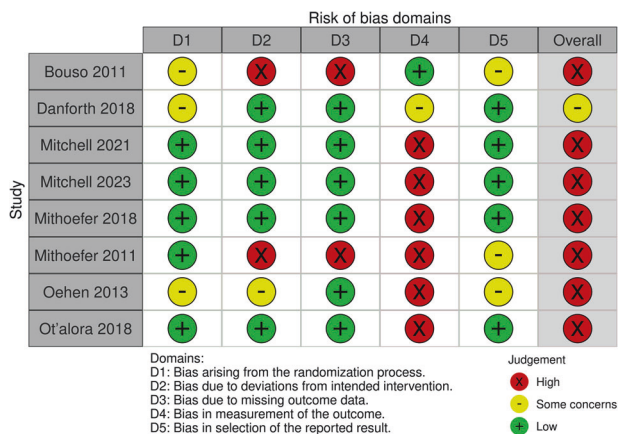 Risk of bias domains
D1 D2 D3 D4 D5 Overall
Study
Bouso 2011 - X X + - X
Danforth 2018 - + + - + -
Mitchell 2021 + + + X + X
Mitchell 2023 + + + X + X
Mithoefer 2018 + + + X + X
Mithoefer 2011 + X X X - X
Oehen 2013 - - + X + X
Ot'alora 2018 + + + X + X
Domains:
D1: Bias arising from the randomization process.
D2: Bias due to deviations from intended intervention.
D3: Bias due to missing outcome data.
D4: Bias in measurement of the outcome.
D5: Bias in selection of the reported result.
Judgement
X High
- Some concerns
+ Low